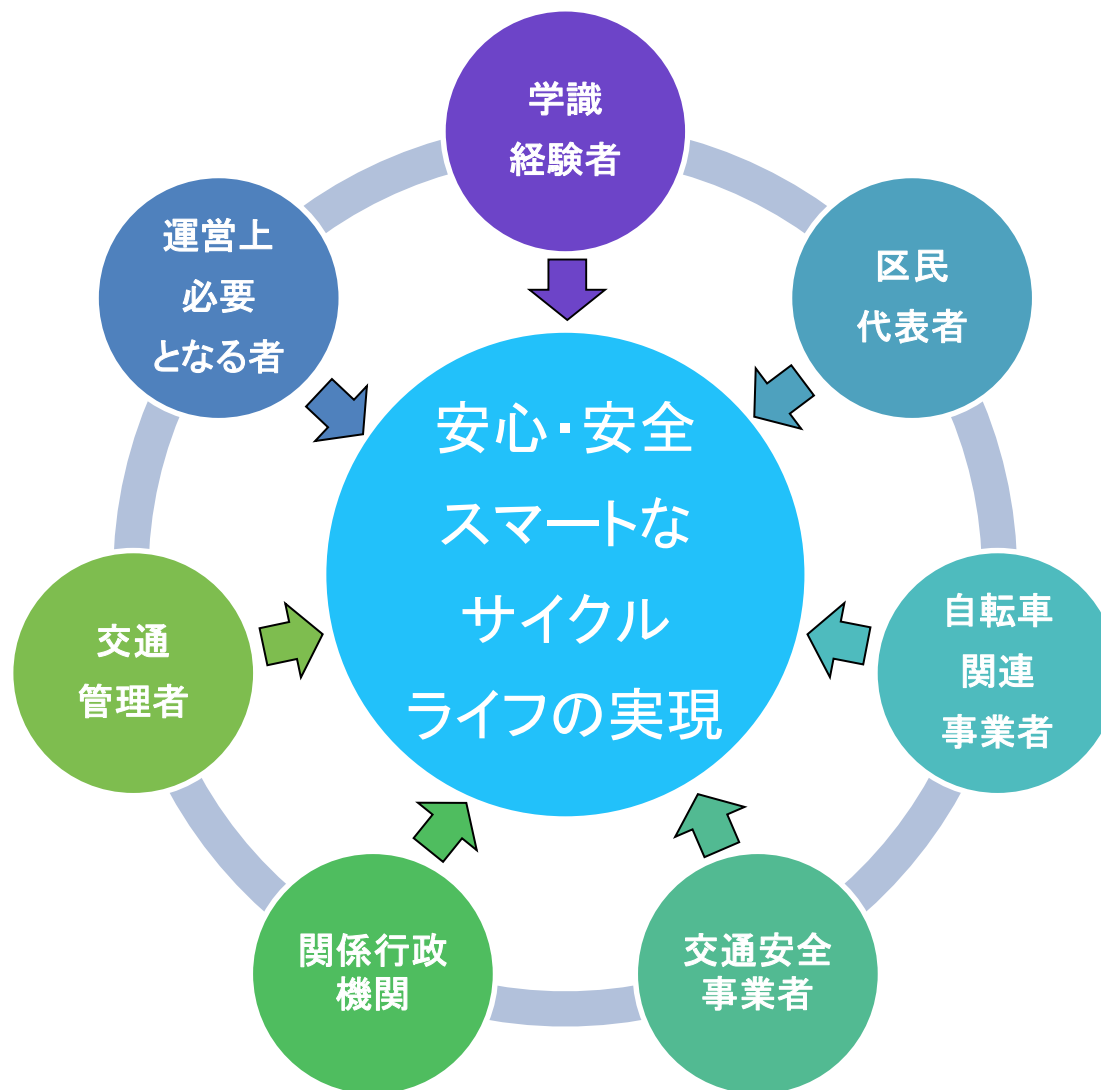 学識
経験者
区民
代表者
自転車
関連
事業者
交通安全
事業者
関係行政
機関
交通
管理者
運営上
必要
となる者
安心・安全
スマートな
サイクル
ライフの実現